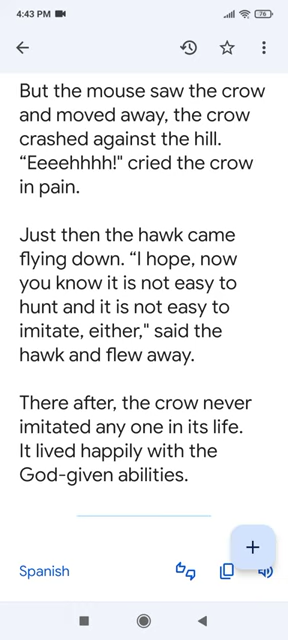 4:43 PM
76
But the mouse saw the crow
and moved away, the crow
crashed against the hill.
“Eeeehhhh!" cried the crow
in pain.
Just then the hawk came
flying down. “I hope, now
you know it is not easy to
hunt and it is not easy to
imitate, either," said the
hawk and flew away.
There after, the crow never
imitated any one in its life.
It lived happily with the
God-given abilities.
Spanish